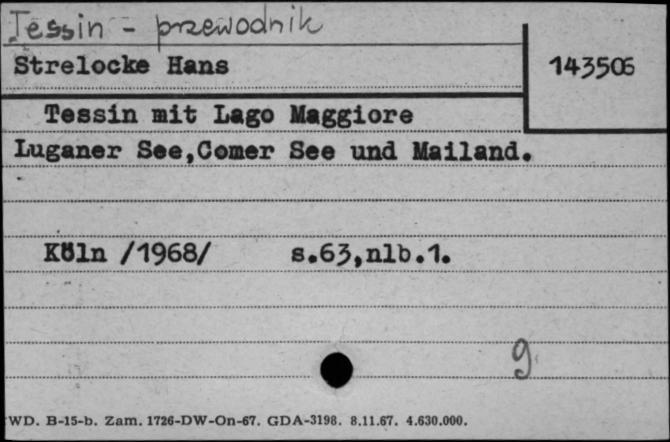 Tessin - przewodnik
Strelocke Hans
143506
Tessin mit Lago Maggiore
Luganer See,Comer See und Mailand.
Köln /1968/ s.63,nlb.1.
g
WD. B-15-b. Zam. 1726-DW-On-67. GDA-3198. 8.11.67. 4.630.000.